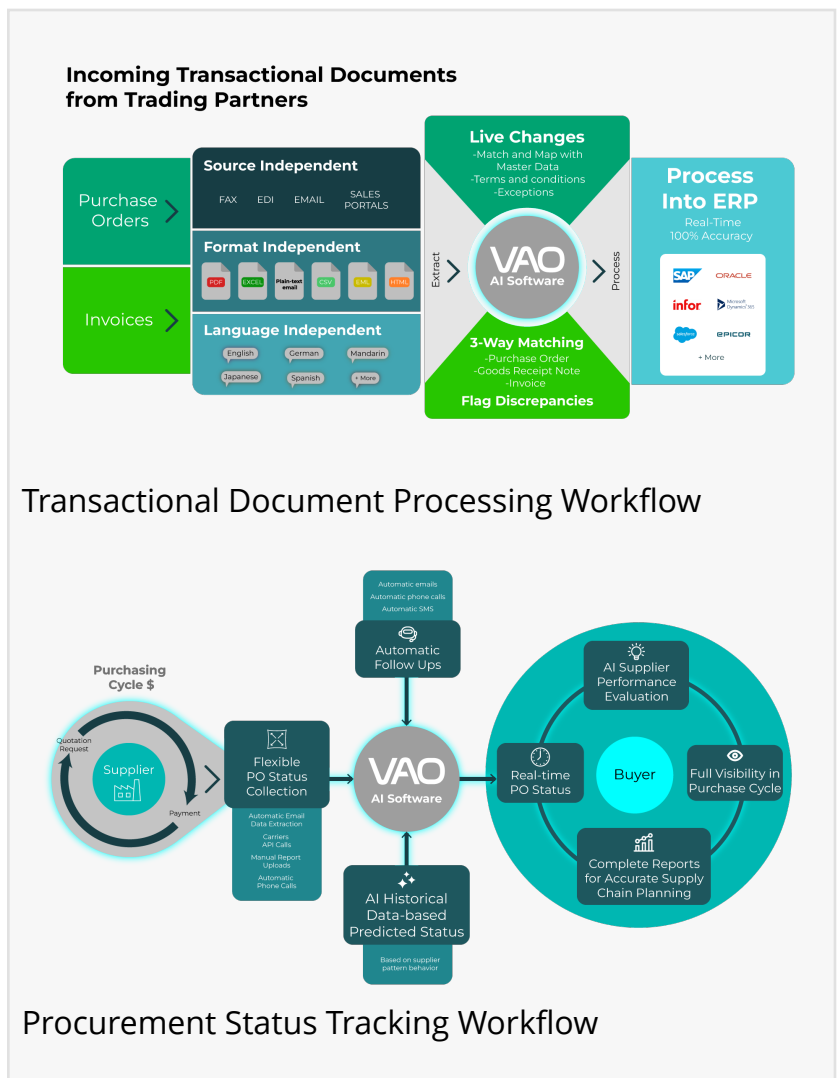 Incoming Transactional Documents
from Trading Partners
Purchase
Orders
Invoices
Source Independent
FAX EDI EMAIL SALES
PORTALS
Format Independent
PDF EXCEL Plain-text
email CSV EML HTML
Language Independent
English German Mandarin
Japanese Spanish + More
Extract
Live Changes
-Match and Map with
Master Data
-Terms and conditions
-Exceptions
VAO
AI Software
3-Way Matching
-Purchase Order
-Goods Receipt Note
-Invoice
Flag Discrepancies
Process
Process
Into ERP
Real-Time
100% Accuracy
SAP ORACLE
infor Microsoft
Dynamics 365
salesforce EPICOR
+ More
Transactional Document Processing Workflow
Purchasing
Cycle $
Quotation
Request
Supplier
Payment
Flexible
PO Status
Collection
Automatic Email
Data Extraction
Carriers
API Calls
Manual Report
Uploads
Automatic
Phone Calls
Automatic emails
Automatic phone calls
Automatic SMS
Automatic
Follow Ups
VAO
AI Software
AI Historical
Data-based
Predicted Status
Based on supplier
pattern behavior
AI Supplier
Performance
Evaluation
Real-time
PO Status
Buyer
Full Visibility in
Purchase Cycle
Complete Reports
for Accurate Supply
Chain Planning
Procurement Status Tracking Workflow